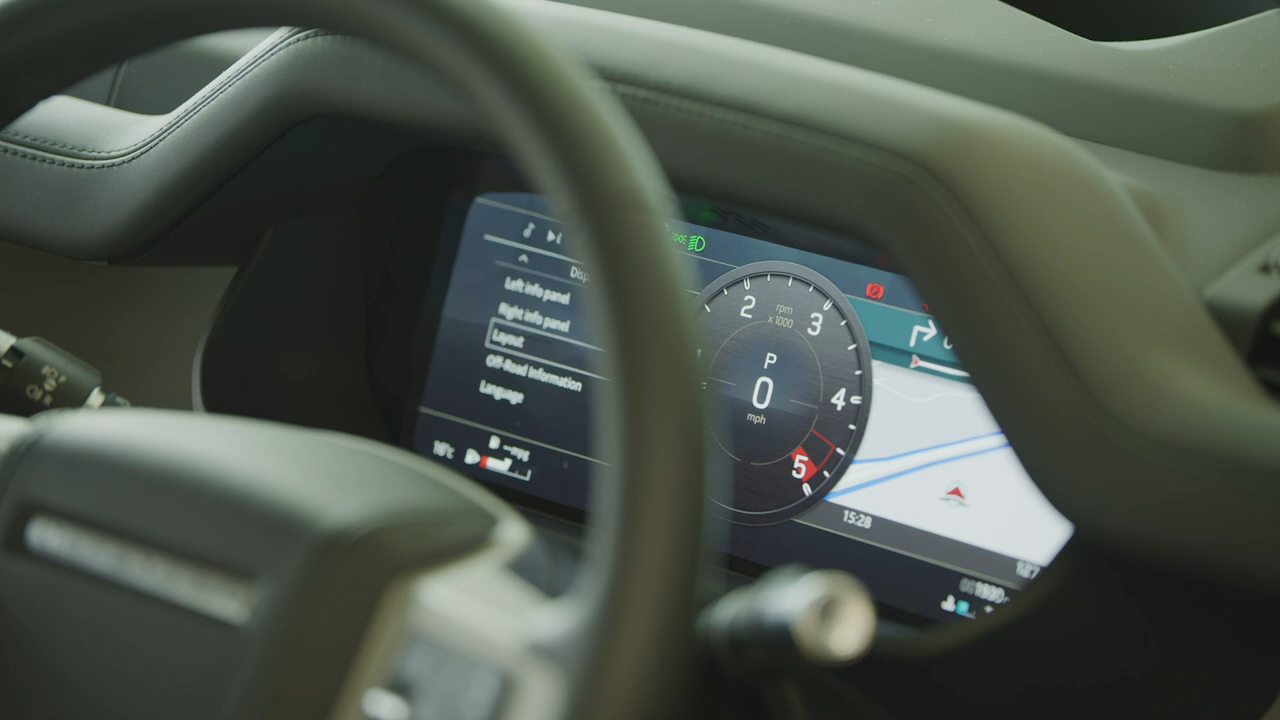 Left info panel
Right info panel
Layout
Off-Road Information
Language
16°C
2
rpm
x1000
3
P
0
mph
4
5
15:28